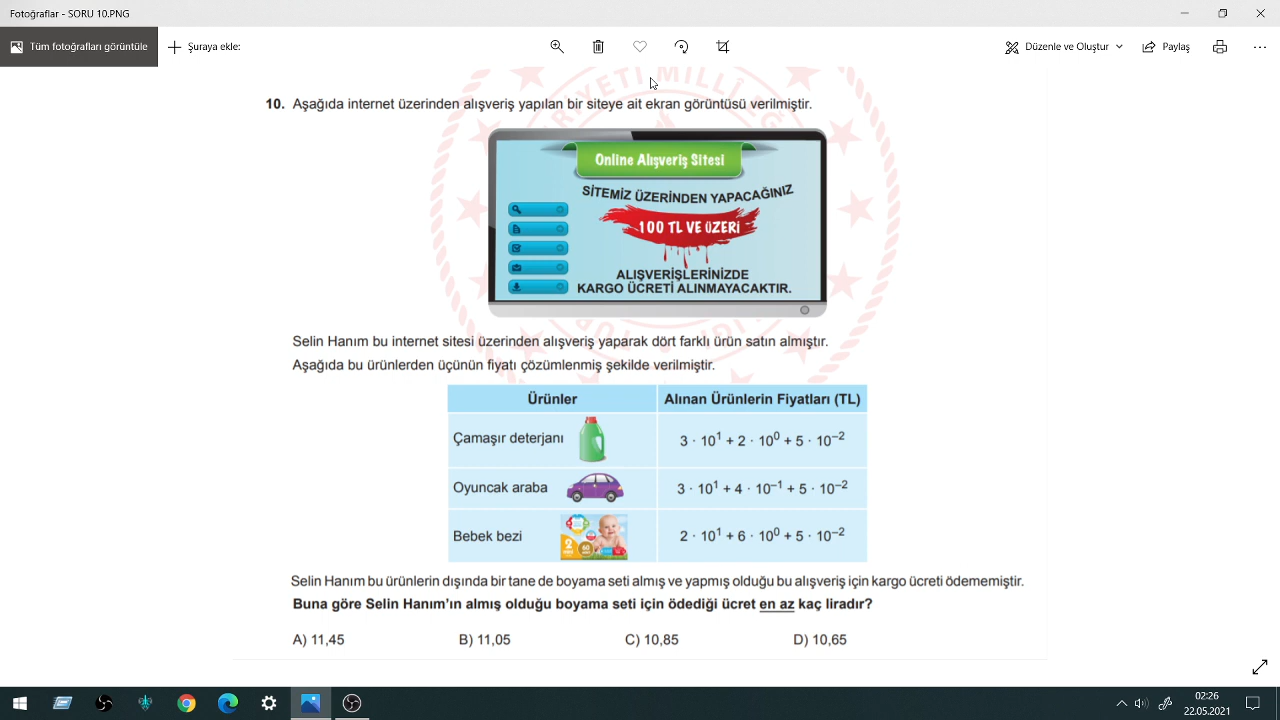 Fotoğraflar - SORU 10.PNG
Tüm fotoğrafları görüntüle
Şuraya ekle:
Düzenle ve Oluştur
Paylaş
10. Aşağıda internet üzerinden alışveriş yapılan bir siteye ait ekran görüntüsü verilmiştir.
Online Alışveriş Sitesi
SİTEMİZ ÜZERİNDEN YAPACAĞINIZ
100 TL VE ÜZERİ
ALIŞVERİŞLERİNİZDE
KARGO ÜCRETİ ALINMAYACAKTIR.
Selin Hanım bu internet sitesi üzerinden alışveriş yaparak dört farklı ürün satın almıştır.
Aşağıda bu ürünlerden üçünün fiyatı çözümlenmiş şekilde verilmiştir.
Ürünler Alınan Ürünlerin Fiyatları (TL)
Çamaşır deterjanı 3 · 10¹ + 2 · 10⁰ + 5 · 10⁻²
Oyuncak araba 3 · 10¹ + 4 · 10⁻¹ + 5 · 10⁻²
Bebek bezi 2 · 10¹ + 6 · 10⁰ + 5 · 10⁻²
Selin Hanım bu ürünlerin dışında bir tane de boyama seti almış ve yapmış olduğu bu alışveriş için kargo ücreti ödememiştir.
Buna göre Selin Hanım'ın almış olduğu boyama seti için ödediği ücret en az kaç liradır?
A) 11,45 B) 11,05 C) 10,85 D) 10,65
02:26
22.05.2021